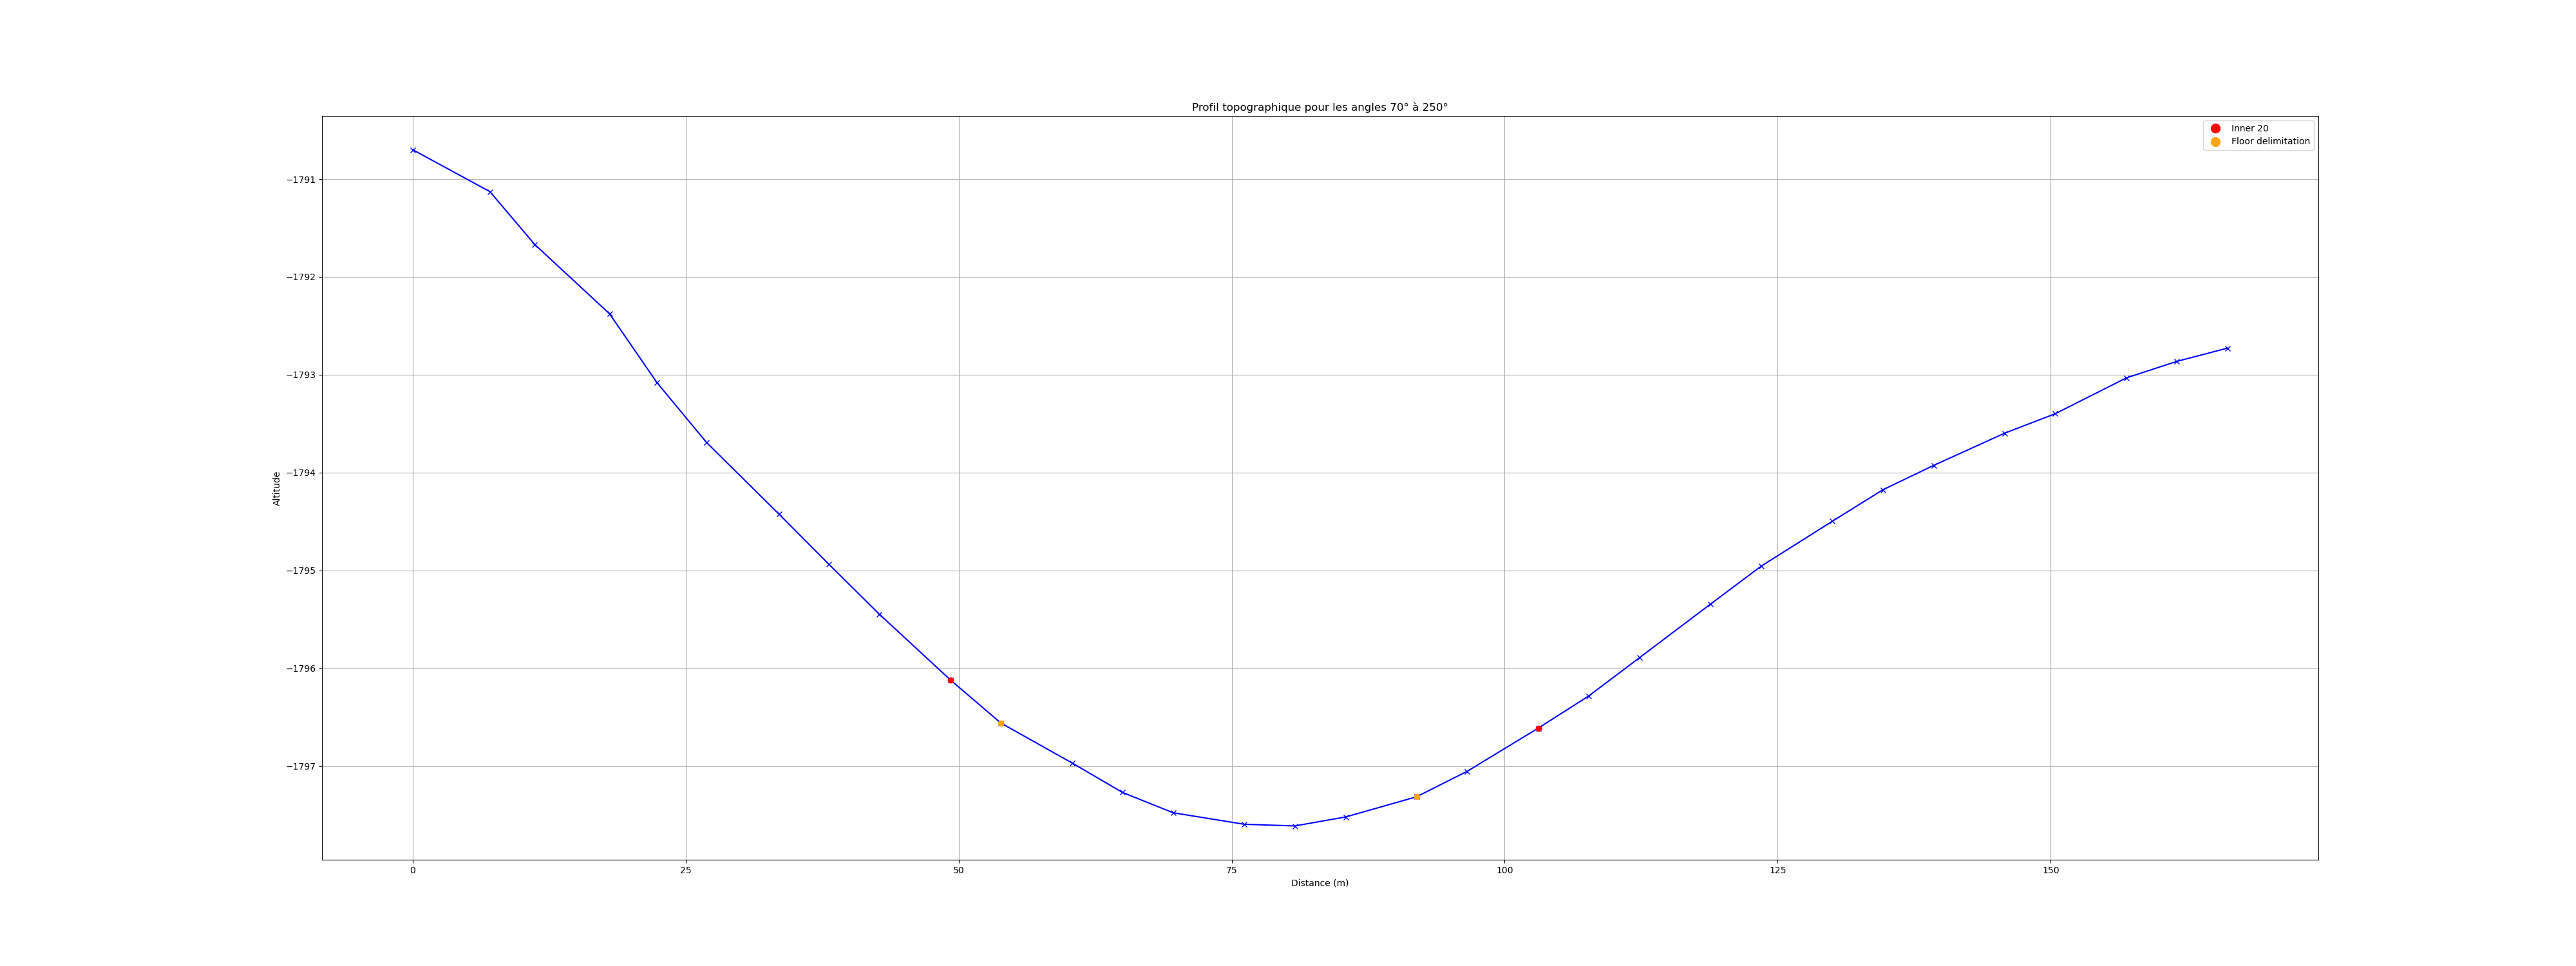 Profil topographique pour les angles 70° à 250°
Inner 20
Floor delimitation
−1791
−1792
−1793
−1794
−1795
−1796
−1797
Altitude
0 25 50 75 100 125 150
Distance (m)